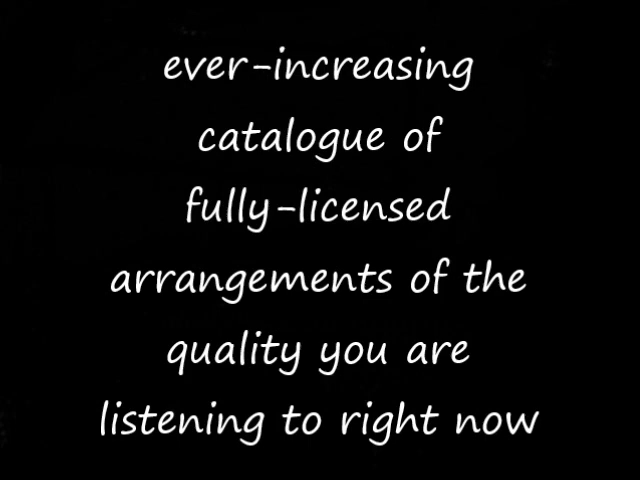 ever-increasing
catalogue of
fully-licensed
arrangements of the
quality you are
listening to right now